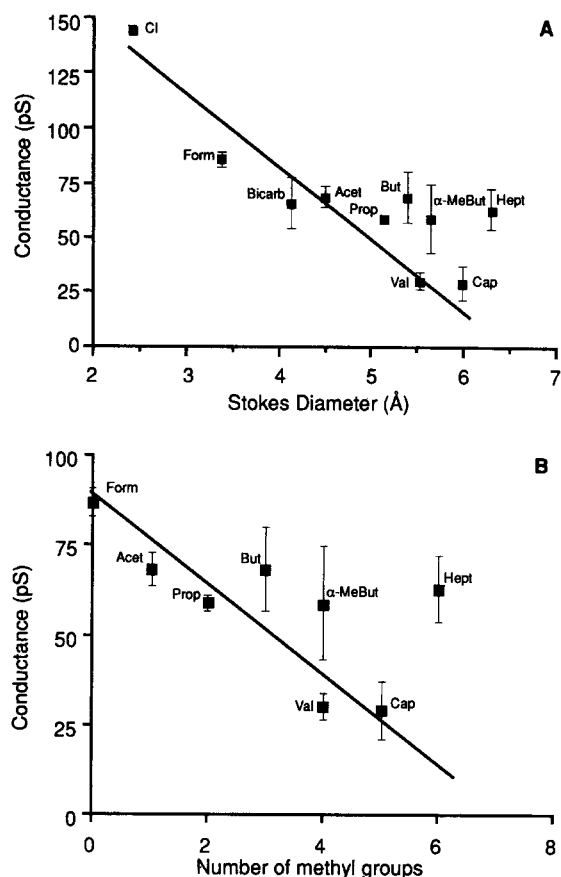 A
Conductance (pS)
150
125
100
75
50
25
0
Cl
Form
Bicarb
Acet
Prop
But
α-MeBut
Hept
Val
Cap
2 3 4 5 6 7
Stokes Diameter (Å)
B
Conductance (pS)
100
75
50
25
0
Form
Acet
Prop
But
α-MeBut
Hept
Val
Cap
0 2 4 6 8
Number of methyl groups